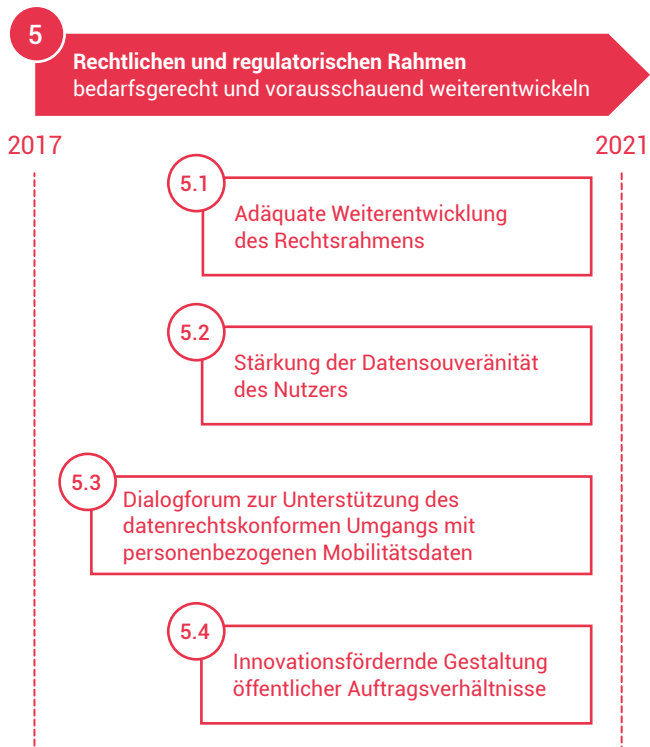 5
Rechtlichen und regulatorischen Rahmen
bedarfsgerecht und vorausschauend weiterentwickeln
2017
2021
5.1
Adäquate Weiterentwicklung
des Rechtsrahmens
5.2
Stärkung der Datensouveränität
des Nutzers
5.3
Dialogforum zur Unterstützung des
datenrechtskonformen Umgangs mit
personenbezogenen Mobilitätsdaten
5.4
Innovationsfördernde Gestaltung
öffentlicher Auftragsverhältnisse